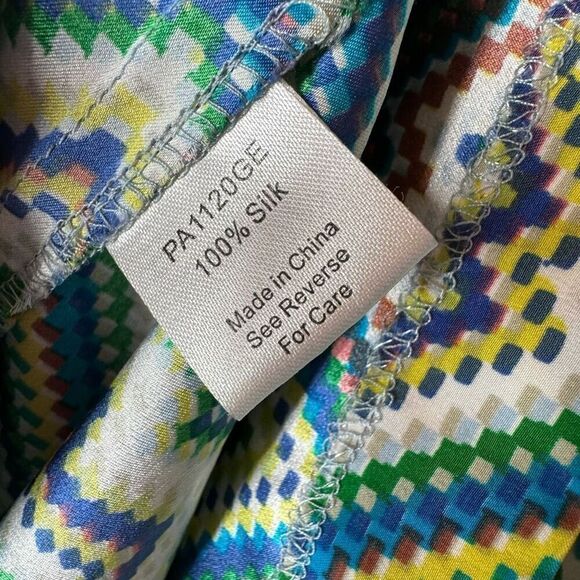 PA1120GE
100% Silk
Made in China
See Reverse
For Care